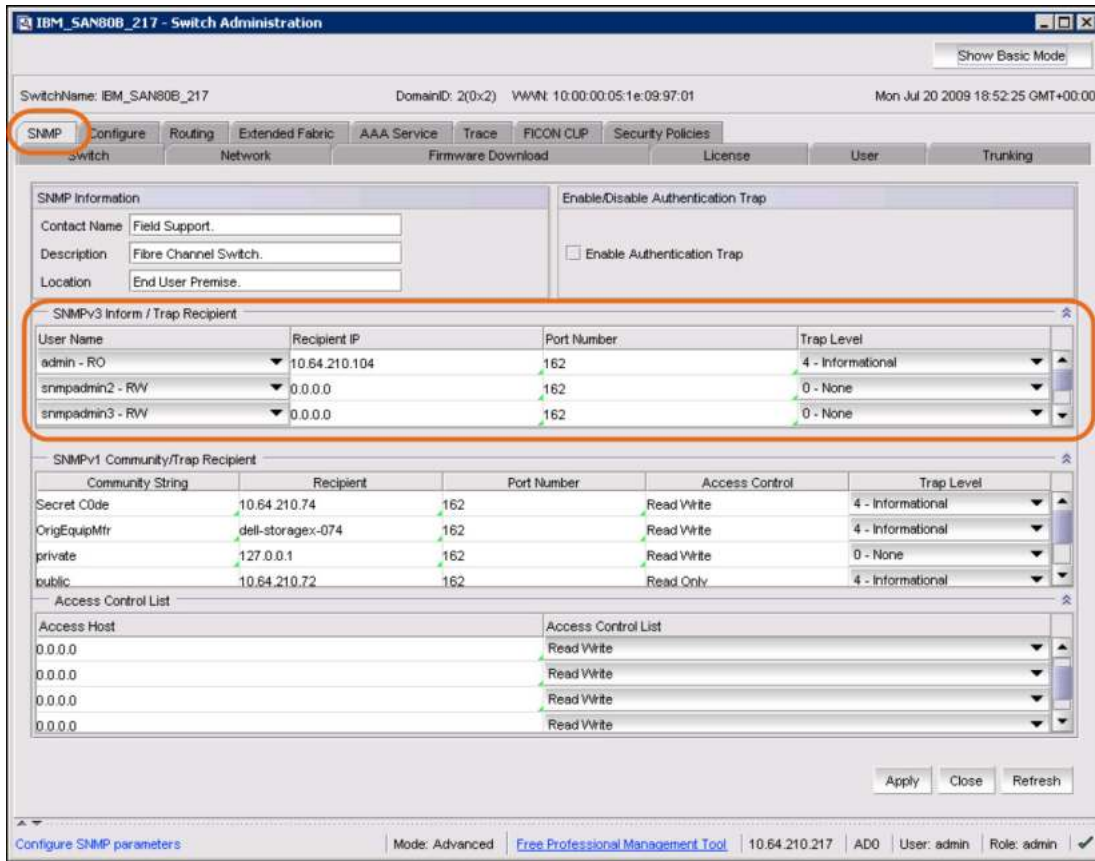 IBM_SAN80B_217 - Switch Administration
Show Basic Mode
SwitchName: IBM_SAN80B_217 DomainID: 2(0x2) WWN: 10:00:00:05:1e:09:97:01 Mon Jul 20 2009 18:52:25 GMT+00:00
SNMP Configure Routing Extended Fabric AAA Service Trace FICON CUP Security Policies
Switch Network Firmware Download License User Trunking
SNMP Information Enable/Disable Authentication Trap
Contact Name Field Support.
Description Fibre Channel Switch. Enable Authentication Trap
Location End User Premise.
SNMPv3 Inform / Trap Recipient
User Name Recipient IP Port Number Trap Level
admin - RO 10.64.210.104 162 4 - Informational
snmpadmin2 - RW 0.0.0.0 162 0 - None
snmpadmin3 - RW 0.0.0.0 162 0 - None
SNMPv1 Community/Trap Recipient
Community String Recipient Port Number Access Control Trap Level
Secret C0de 10.64.210.74 162 Read Write 4 - Informational
OrigEquipMfr dell-storagex-074 162 Read Write 4 - Informational
private 127.0.0.1 162 Read Write 0 - None
public 10.64.210.72 162 Read Only 4 - Informational
Access Control List
Access Host Access Control List
0.0.0.0 Read Write
0.0.0.0 Read Write
0.0.0.0 Read Write
0.0.0.0 Read Write
Apply Close Refresh
Configure SNMP parameters Mode: Advanced Free Professional Management Tool 10.64.210.217 AD0 User: admin Role: admin